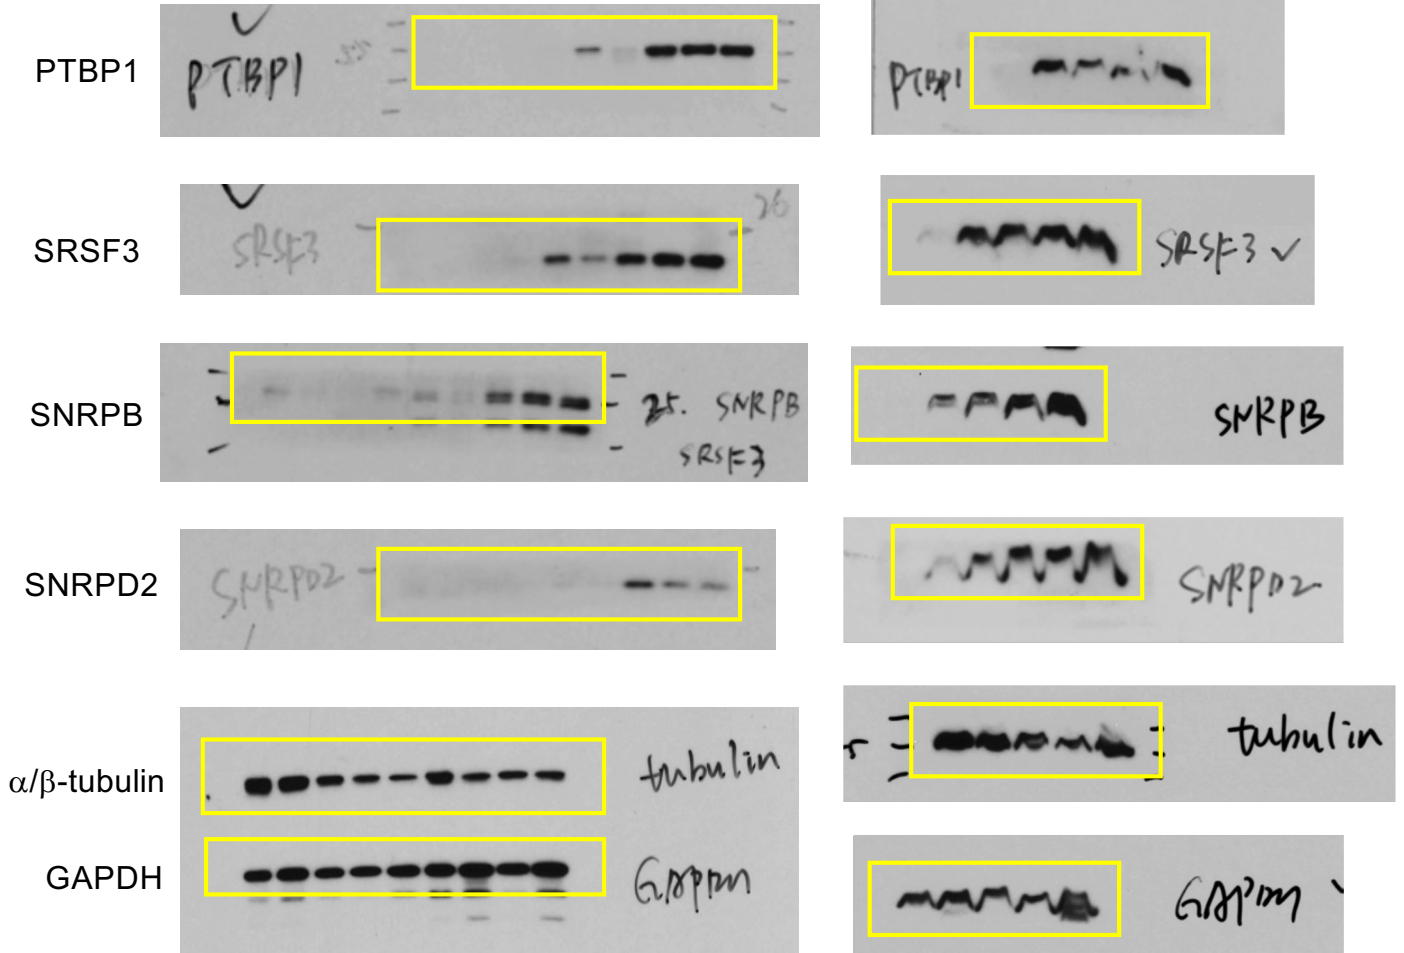 PTBP1
PTBP1
PTBP1
SRSF3
SRSF3
26
SRSF3 ✓
SNRPB
25. SNRPB
SRSF3
SNRPB
SNRPD2
SNRPD2
SNRPD2
α/β-tubulin
tubulin
tubulin
GAPDH
GAPDH
GAPDH